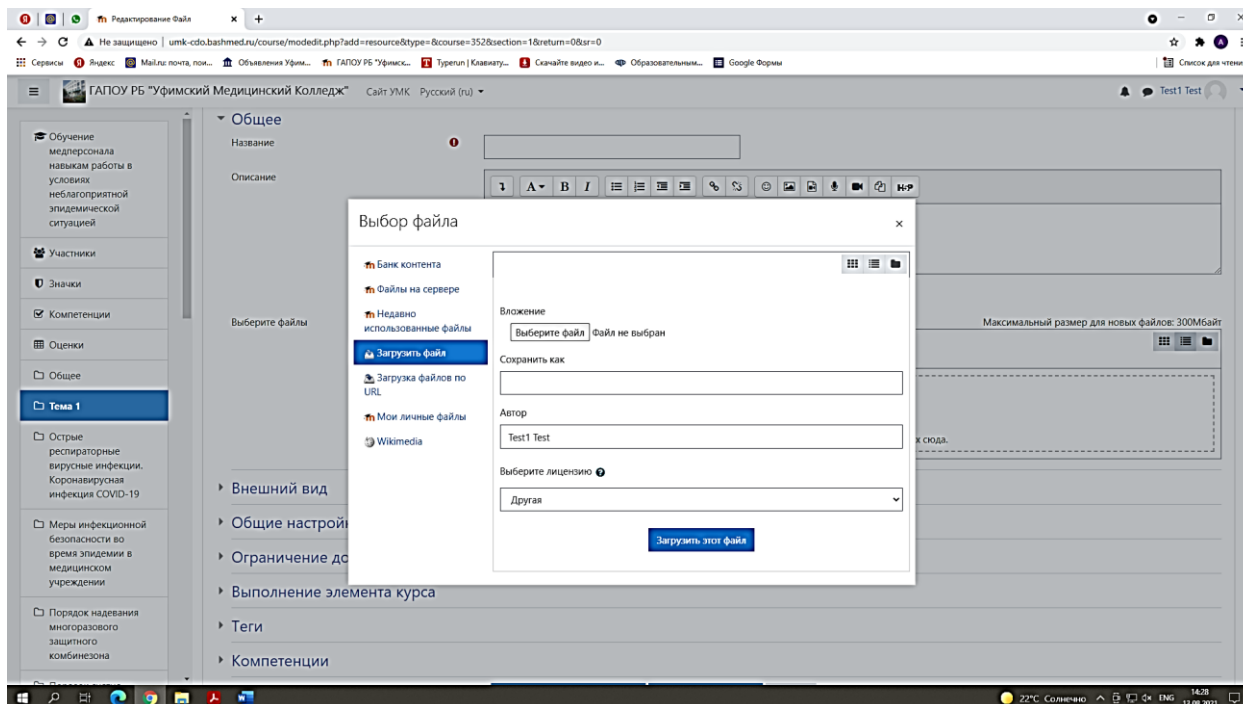 Редактирование Файл
Не защищено | umk-cdo.bashmed.ru/course/modedit.php?add=resource&type=&course=352&section=1&return=0&sr=0
Сервисы Яндекс Mail.ru: почта, пои... Объявления Уфим... ГАПОУ РБ "Уфимск... Typerun | Клавиату... Скачайте видео и... Образовательным... Google Формы Список для чтени
ГАПОУ РБ "Уфимский Медицинский Колледж" Сайт УМК Русский (ru) Test1 Test
Обучение
медперсонала
навыкам работы в
условиях
неблагоприятной
эпидемической
ситуацией
Участники
Значки
Компетенции
Оценки
Общее
Тема 1
Острые
респираторные
вирусные инфекции.
Коронавирусная
инфекция COVID-19
Меры инфекционной
безопасности во
время эпидемии в
медицинском
учреждении
Порядок надевания
многоразового
защитного
комбинезона
Общее
Название
Описание
A B I H-P
Выберите файлы
Максимальный размер для новых файлов: 300Мбайт
х сюда.
Выбор файла
Банк контента
Файлы на сервере
Недавно
использованные файлы
Загрузить файл
Загрузка файлов по
URL
Мои личные файлы
Wikimedia
Вложение
Выберите файл Файл не выбран
Сохранить как
Автор
Test1 Test
Выберите лицензию
Другая
Загрузить этот файл
Внешний вид
Общие настройк
Ограничение до
Выполнение элемента курса
Теги
Компетенции
22°C Солнечно ENG 14:28
13.08.2021